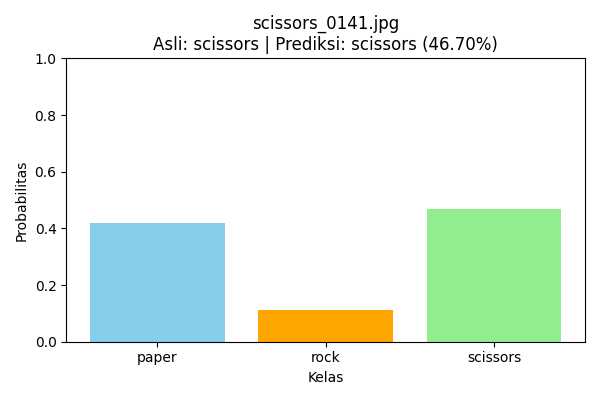 scissors_0141.jpg
Asli: scissors | Prediksi: scissors (46.70%)
1.0
0.8
0.6
0.4
0.2
0.0
Probabilitas
paper rock scissors
Kelas